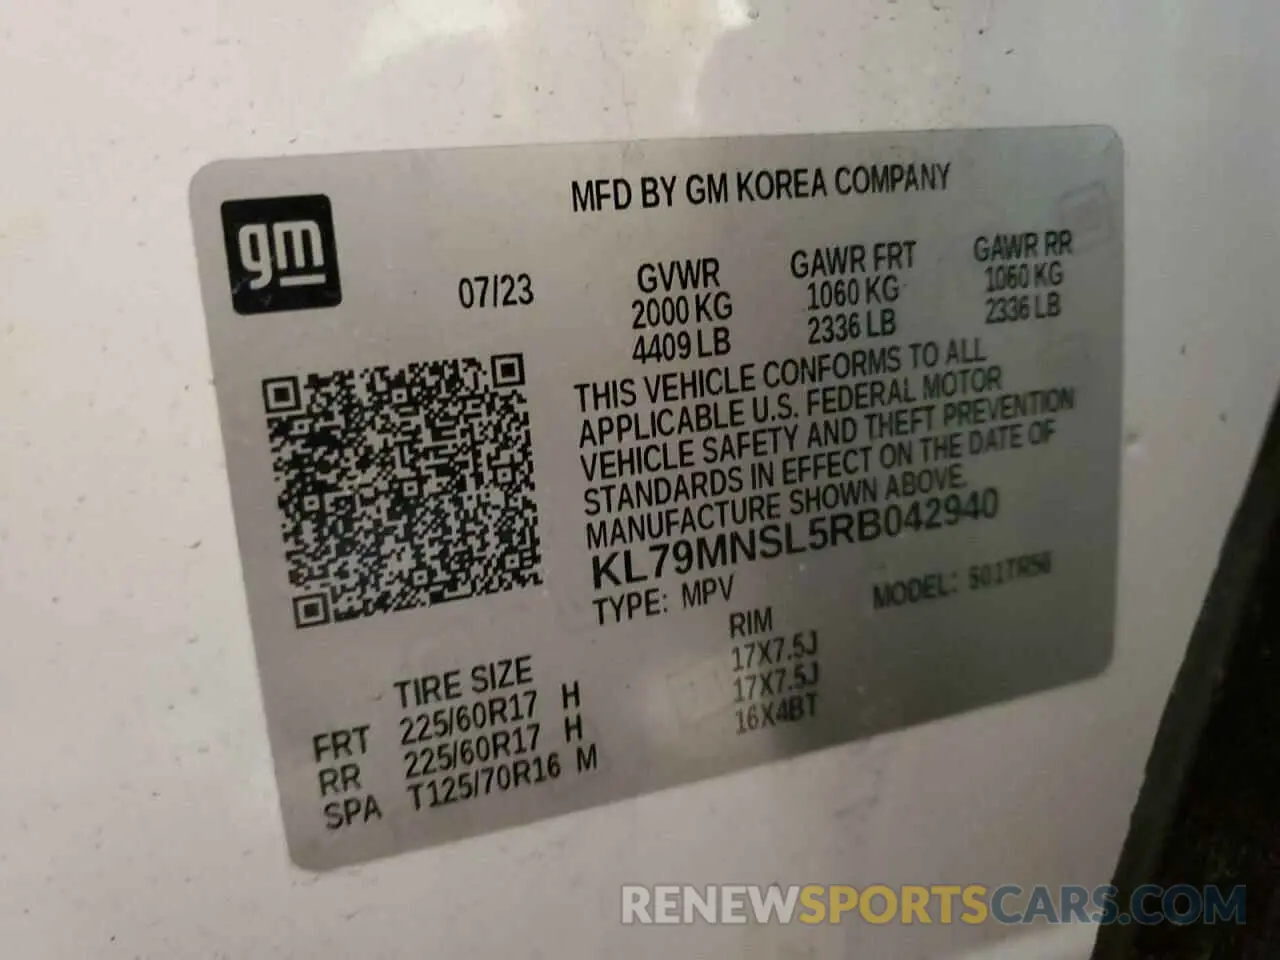 MFD BY GM KOREA COMPANY
gm
07/23
GVWR GAWR FRT GAWR RR
2000 KG 1060 KG 1060 KG
4409 LB 2336 LB 2336 LB
THIS VEHICLE CONFORMS TO ALL
APPLICABLE U.S. FEDERAL MOTOR
VEHICLE SAFETY AND THEFT PREVENTION
STANDARDS IN EFFECT ON THE DATE OF
MANUFACTURE SHOWN ABOVE.
KL79MNSL5RB042940
TYPE: MPV MODEL: S01TR58
TIRE SIZE RIM
FRT 225/60R17 H 17X7.5J
RR 225/60R17 H 17X7.5J
SPA T125/70R16 M 16X4BT
RENEWSPORTSCARS.COM